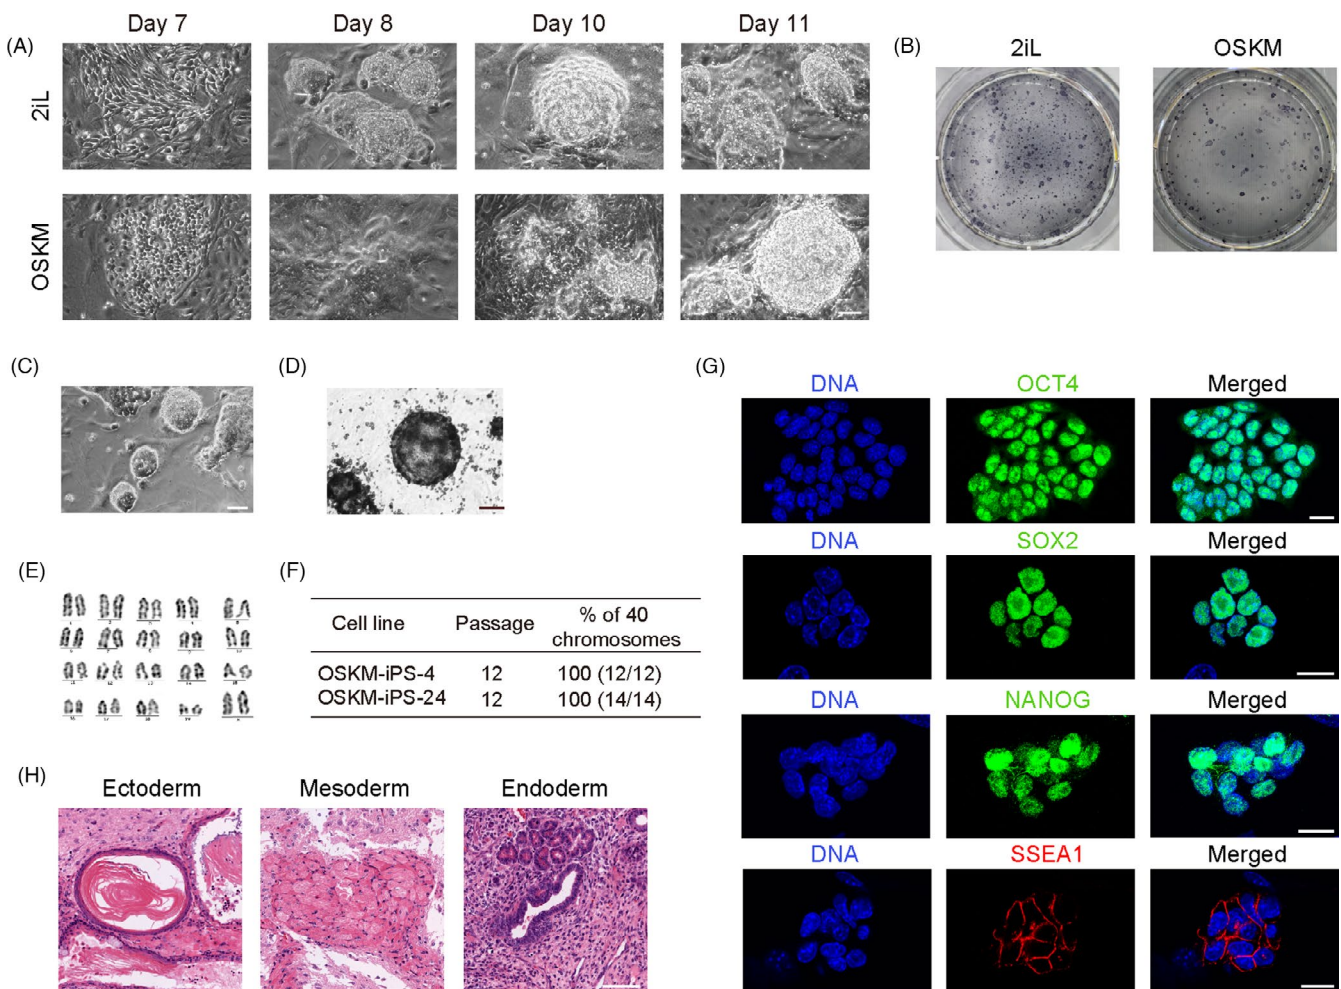 Day 7 Day 8 Day 10 Day 11
(A)
2iL
OSKM
(B)
2iL OSKM
(C)
(D)
(E)
(F)
Cell line Passage % of 40 chromosomes
OSKM-iPS-4 12 100 (12/12)
OSKM-iPS-24 12 100 (14/14)
(G)
DNA OCT4 Merged
DNA SOX2 Merged
DNA NANOG Merged
DNA SSEA1 Merged
(H)
Ectoderm Mesoderm Endoderm